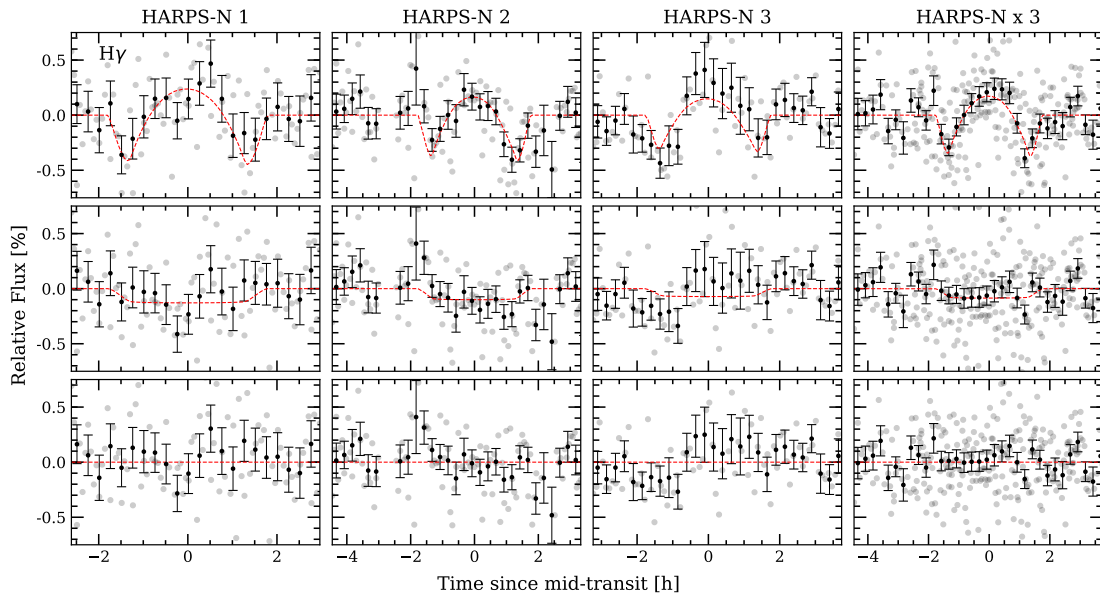 HARPS-N 1 HARPS-N 2 HARPS-N 3 HARPS-N x 3
Hγ
0.5
0.0
-0.5
0.5
0.0
-0.5
0.5
0.0
-0.5
Relative Flux [%]
−2 0 2 −4 −2 0 2 −2 0 2 −4 −2 0 2
Time since mid-transit [h]